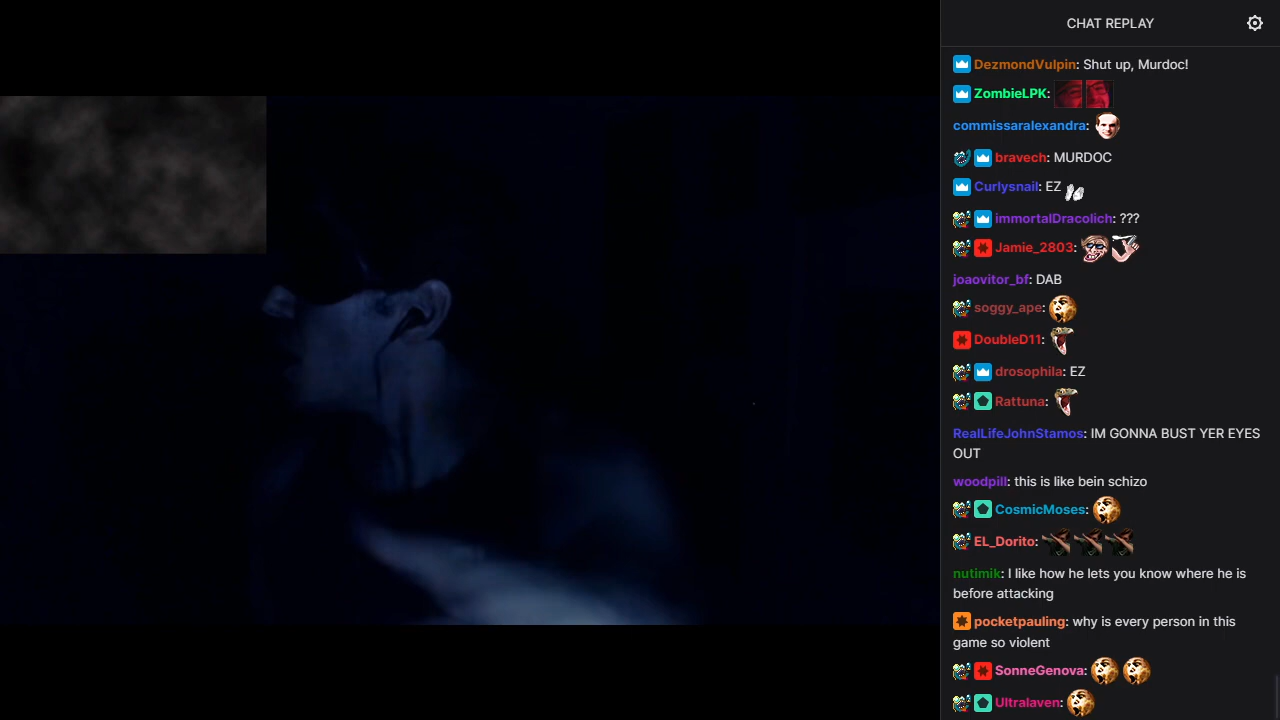 CHAT REPLAY
DezmondVulpin: Shut up, Murdoc!
ZombieLPK:
commissaralexandra:
bravech: MURDOC
Curlysnail: EZ
immortalDracolich: ???
Jamie_2803:
joaovitor_bf: DAB
soggy_ape:
DoubleD11:
drosophila: EZ
Rattuna:
RealLifeJohnStamos: IM GONNA BUST YER EYES
OUT
woodpill: this is like bein schizo
CosmicMoses:
EL_Dorito:
nutimik: I like how he lets you know where he is
before attacking
pocketpauling: why is every person in this
game so violent
SonneGenova:
Ultralaven: